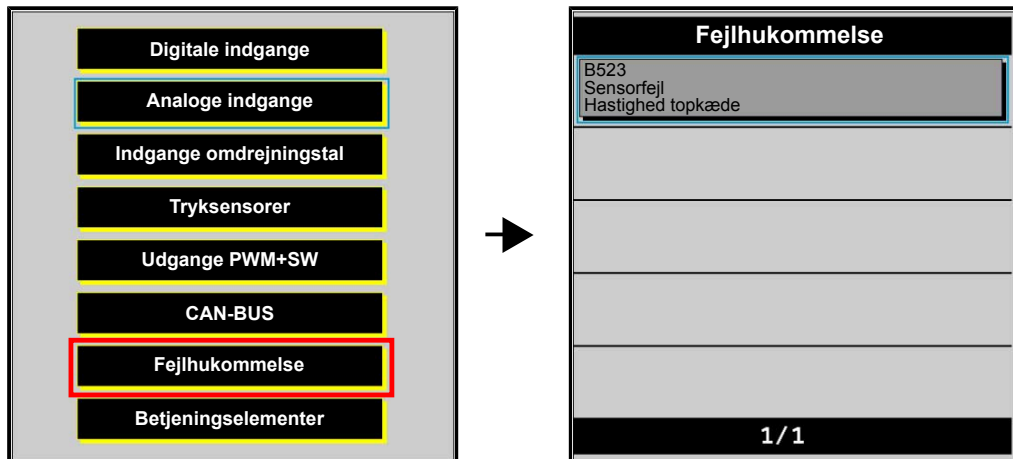 Digitale indgange
Analoge indgange
Indgange omdrejningstal
Tryksensorer
Udgange PWM+SW
CAN-BUS
Fejlhukommelse
Betjeningselementer
Fejlhukommelse
B523
Sensorfejl
Hastighed topkæde
1/1